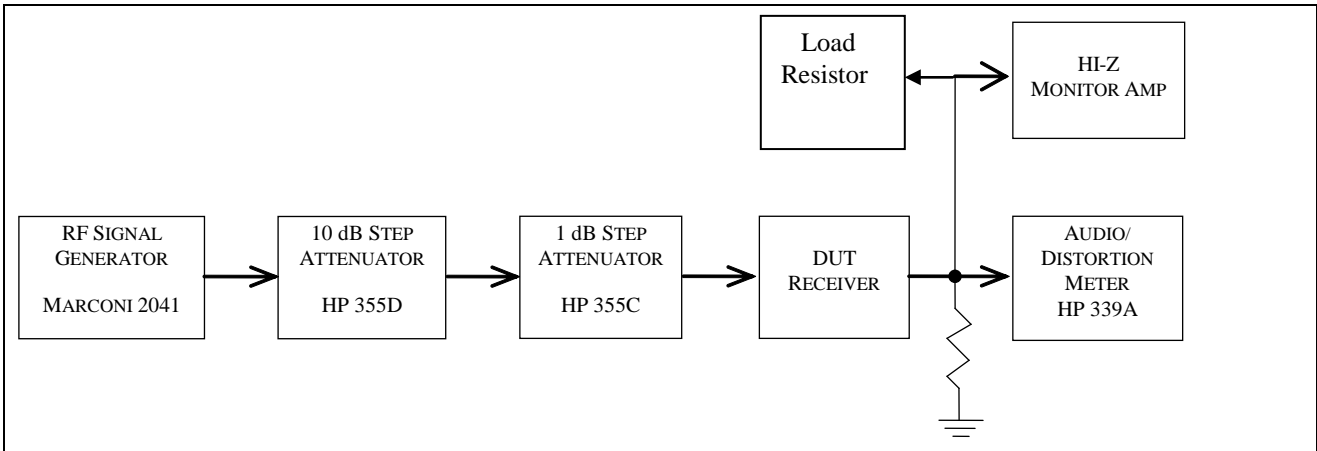 Load
Resistor
HI-Z
MONITOR AMP
RF SIGNAL
GENERATOR
MARCONI 2041
10 dB STEP
ATTENUATOR
HP 355D
1 dB STEP
ATTENUATOR
HP 355C
DUT
RECEIVER
AUDIO/
DISTORTION
METER
HP 339A